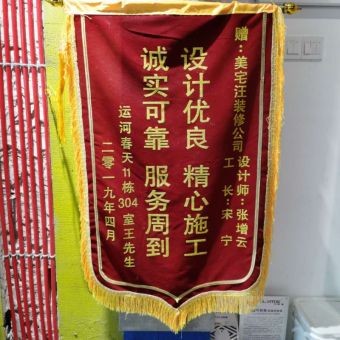 赠：美宅汪装修公司
设计师：张增云
工长：宋宁
设计优良 精心施工
诚实可靠 服务周到
运河春天11栋304室王先生
二零一九年四月